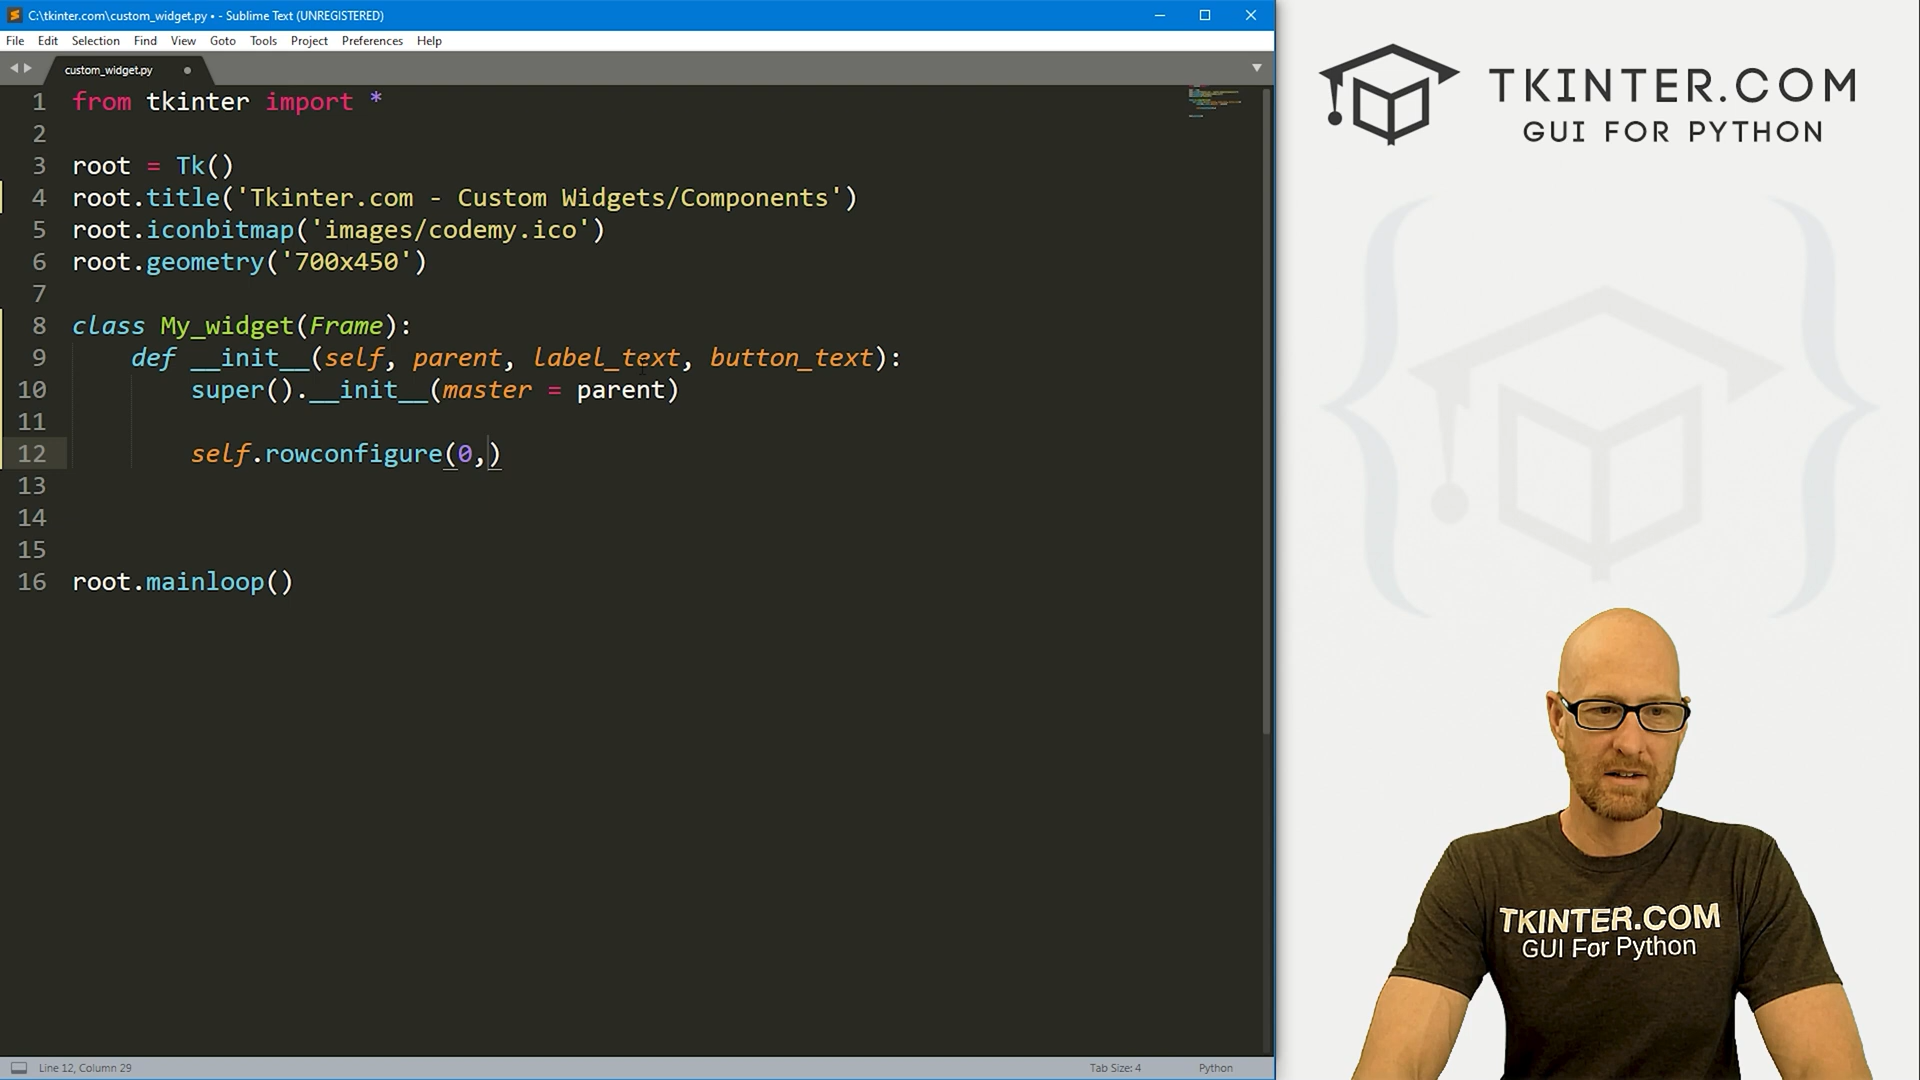 C:\tkinter.com\custom_widget.py • - Sublime Text (UNREGISTERED)
File Edit Selection Find View Goto Tools Project Preferences Help
custom_widget.py
1 from tkinter import *
2
3 root = Tk()
4 root.title('Tkinter.com - Custom Widgets/Components')
5 root.iconbitmap('images/codemy.ico')
6 root.geometry('700x450')
7
8 class My_widget(Frame):
9 def __init__(self, parent, label_text, button_text):
10 super().__init__(master = parent)
11
12 self.rowconfigure(0,)
13
14
15
16 root.mainloop()
Line 12, Column 29
Tab Size: 4
Python
TKINTER.COM
GUI FOR PYTHON
TKINTER.COM
GUI For Python